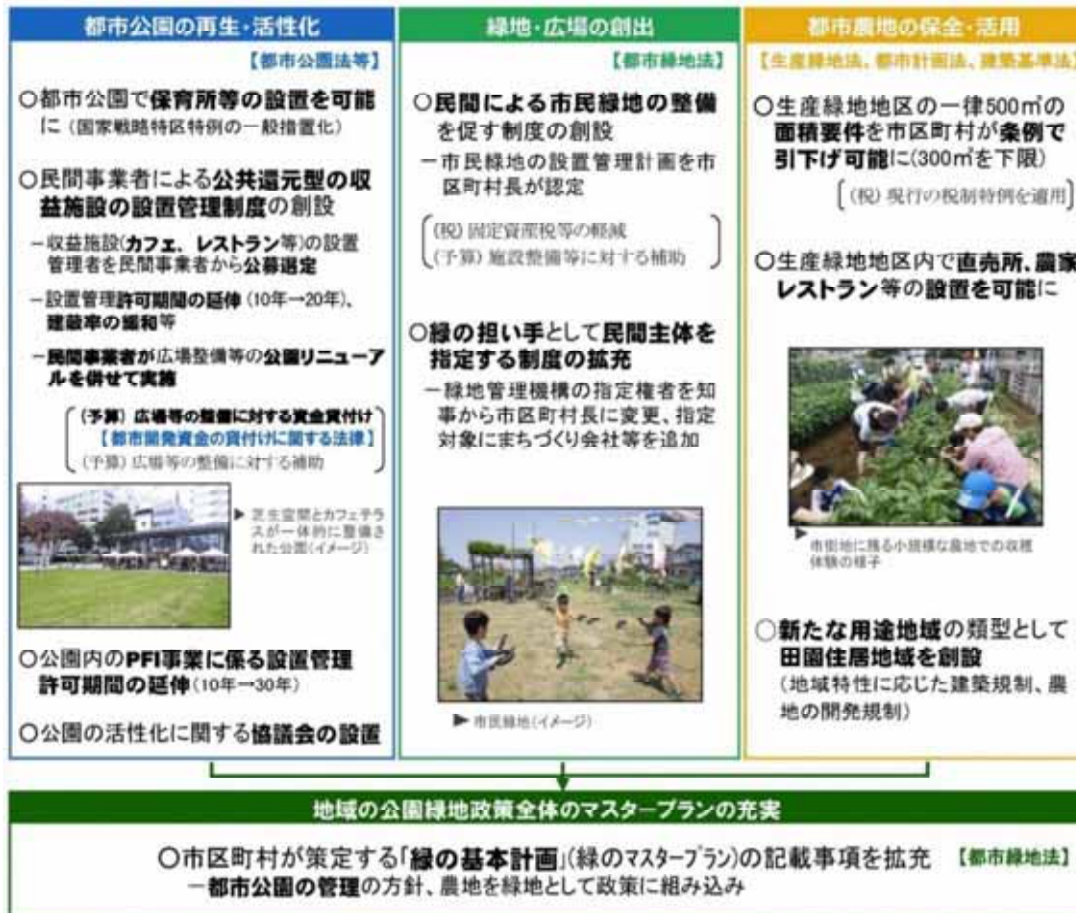 都市公園の再生・活性化
【都市公園法等】
○都市公園で保育所等の設置を可能
に（国家戦略特区特例の一般措置化）
○民間事業者による公共還元型の収
益施設の設置管理制度の創設
－収益施設(カフェ、レストラン等)の設置
管理者を民間事業者から公募選定
－設置管理許可期間の延伸（10年→20年）、
建蔽率の緩和等
－民間事業者が広場整備等の公園リニューア
ルを併せて実施
（予算）広場等の整備に対する資金貸付け
【都市開発資金の貸付けに関する法律】
（予算）広場等の整備に対する補助
▶ 芝生空間とカフェテラ
スが一体的に整備さ
れた公園(イメージ)
○公園内のPFI事業に係る設置管理
許可期間の延伸(10年→30年)
○公園の活性化に関する協議会の設置
緑地・広場の創出
【都市緑地法】
○民間による市民緑地の整備
を促す制度の創設
－市民緑地の設置管理計画を市
区町村長が認定
(税) 固定資産税等の軽減
(予算) 施設整備等に対する補助
○緑の担い手として民間主体を
指定する制度の拡充
－緑地管理機構の指定権者を知
事から市区町村長に変更、指定
対象にまちづくり会社等を追加
▶ 市民緑地(イメージ)
都市農地の保全・活用
【生産緑地法、都市計画法、建築基準法】
○生産緑地地区の一律500㎡の
面積要件を市区町村が条例で
引下げ可能に(300㎡を下限)
(税) 現行の税制特例を適用
○生産緑地地区内で直売所、農家
レストラン等の設置を可能に
▶
市街地に残る小規模な農地での収穫
体験の様子
○新たな用途地域の類型として
田園住居地域を創設
(地域特性に応じた建築規制、農
地の開発規制)
地域の公園緑地政策全体のマスタープランの充実
○市区町村が策定する「緑の基本計画」(緑のマスタープラン)の記載事項を拡充 【都市緑地法】
－都市公園の管理の方針、農地を緑地として政策に組み込み